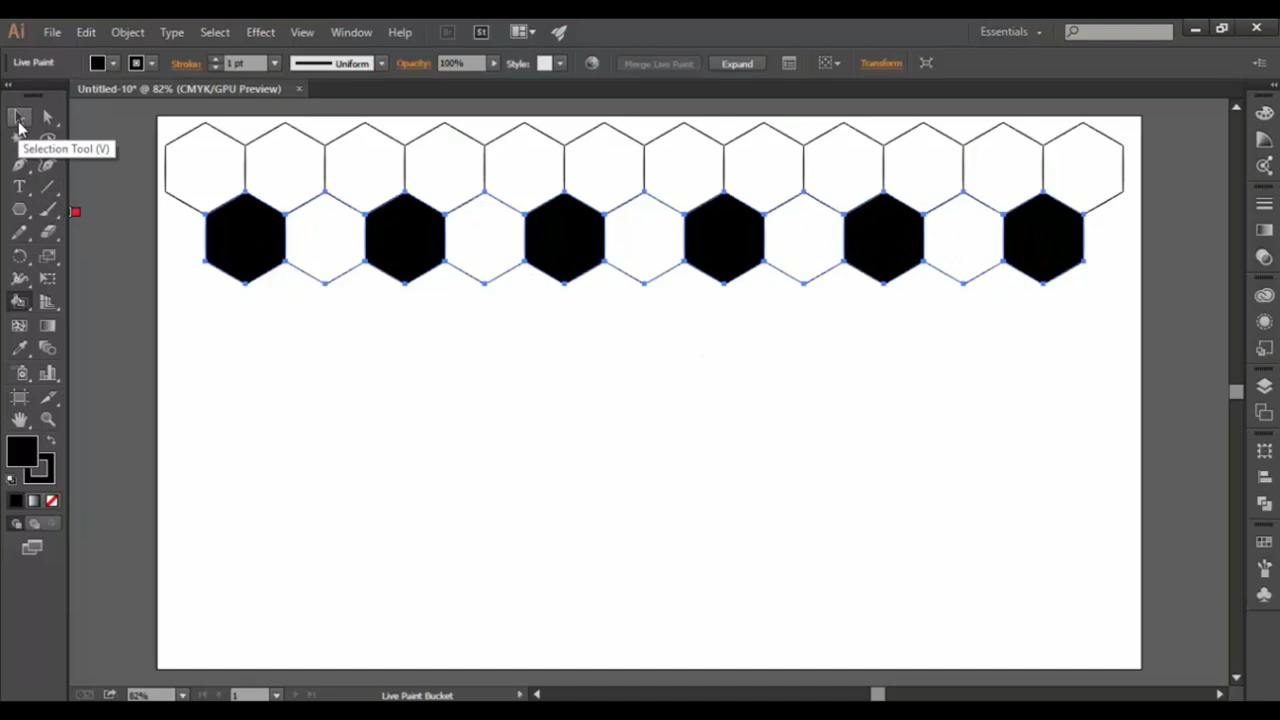 Ai File Edit Object Type Select Effect View Window Help Br St Essentials
Live Paint Stroke: 1 pt Uniform Opacity: 100% Style: Merge Live Paint Expand Transform
Untitled-10* @ 82% (CMYK/GPU Preview) ×
Selection Tool (V)
T
82% 1 Live Paint Bucket